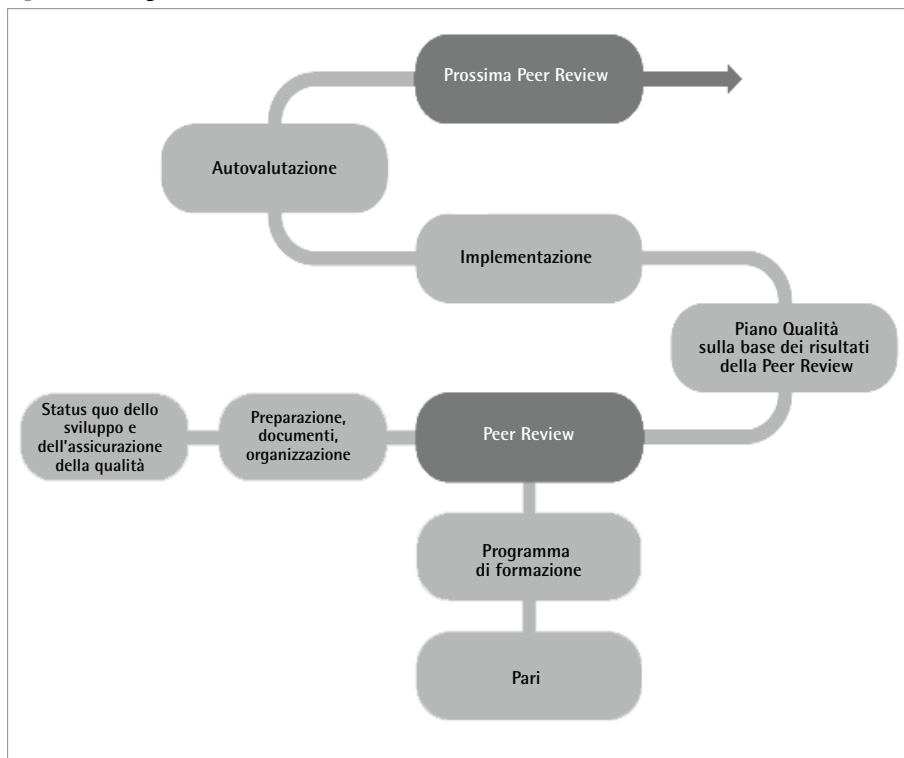 Prossima Peer Review
Autovalutazione
Implementazione
Piano Qualità
sulla base dei risultati
della Peer Review
Status quo dello
sviluppo e
dell'assicurazione
della qualità
Preparazione,
documenti,
organizzazione
Peer Review
Programma
di formazione
Pari